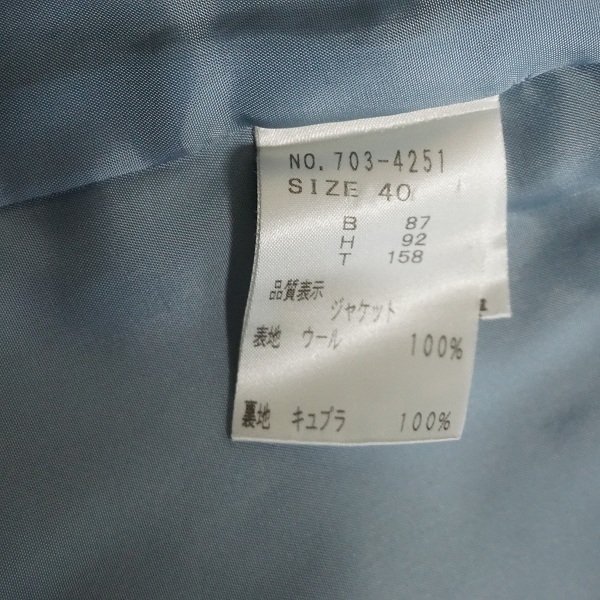 NO. 703-4251
SIZE 40
B 87
H 92
T 158
品質表示
ジャケット
表地 ウール 100%
裏地 キュプラ 100%